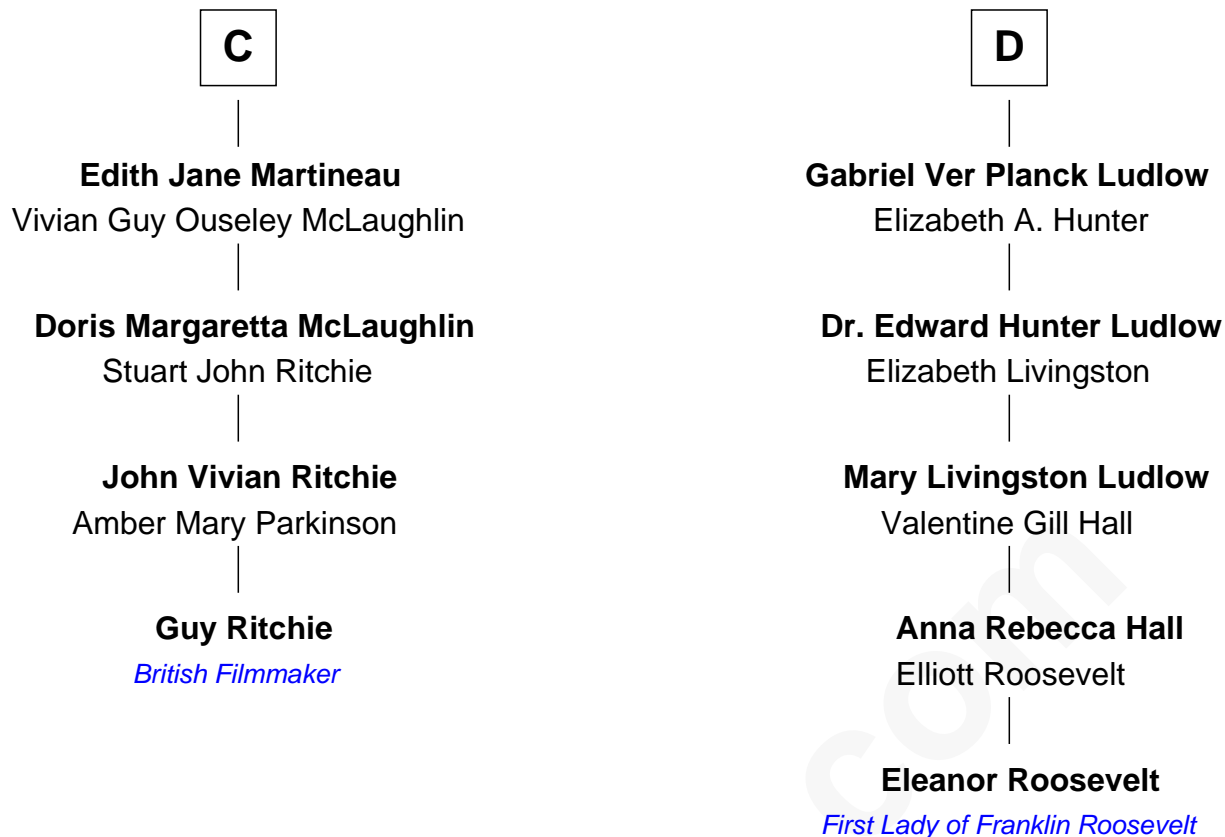 C
Edith Jane Martineau
Vivian Guy Ouseley McLaughlin
Doris Margaretta McLaughlin
Stuart John Ritchie
John Vivian Ritchie
Amber Mary Parkinson
Guy Ritchie
British Filmmaker
D
Gabriel Ver Planck Ludlow
Elizabeth A. Hunter
Dr. Edward Hunter Ludlow
Elizabeth Livingston
Mary Livingston Ludlow
Valentine Gill Hall
Anna Rebecca Hall
Elliott Roosevelt
Eleanor Roosevelt
First Lady of Franklin Roosevelt
com